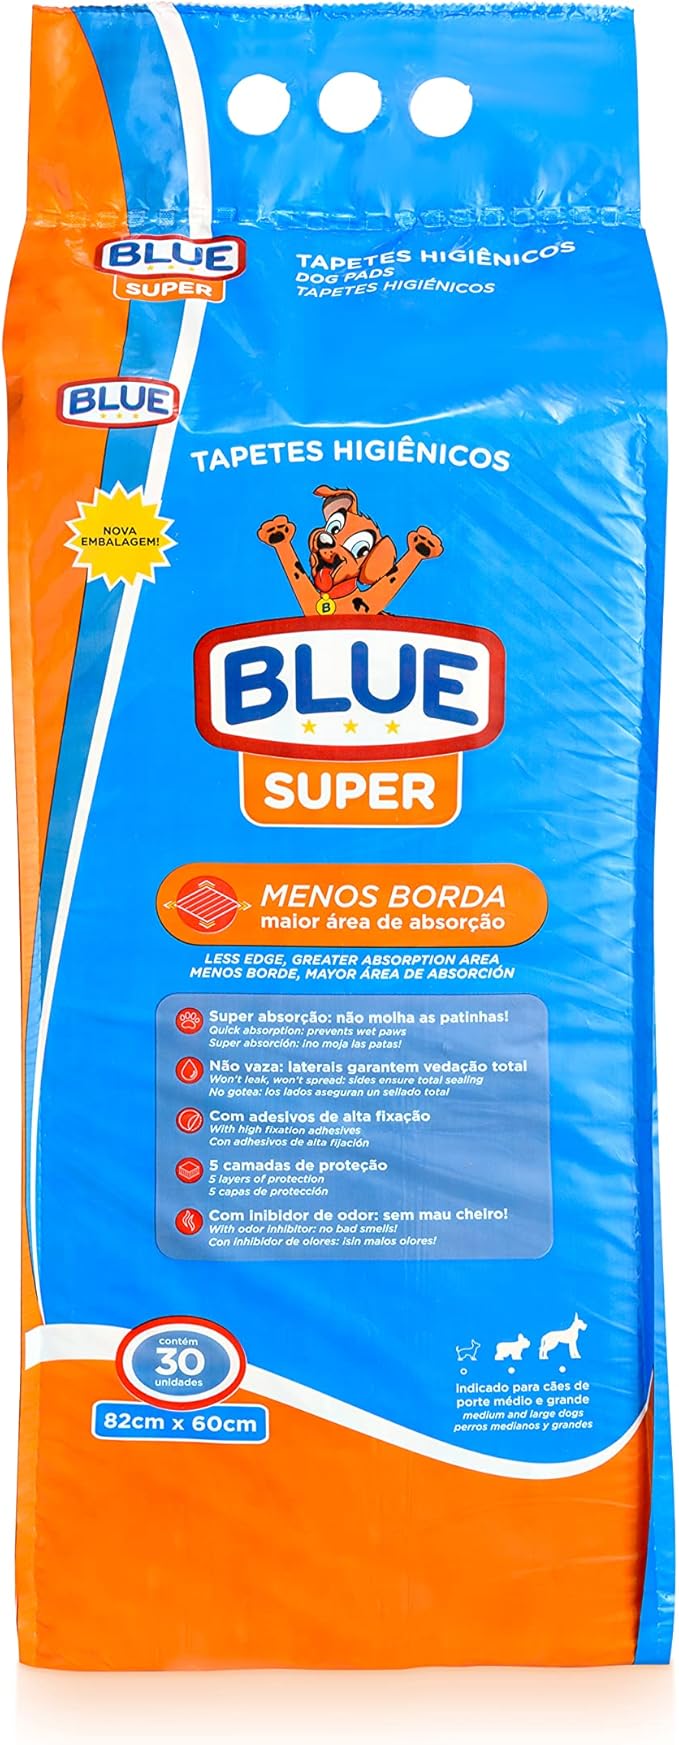 BLUE
SUPER
TAPETES HIGIÊNICOS
DOG PADS
TAPETES HIGIÉNICOS
BLUE
TAPETES HIGIÊNICOS
NOVA
EMBALAGEM!
B
BLUE
SUPER
MENOS BORDA
maior área de absorção
LESS EDGE, GREATER ABSORPTION AREA
MENOS BORDE, MAYOR ÁREA DE ABSORCIÓN
Super absorção: não molha as patinhas!
Quick absorption: prevents wet paws
Super absorción: ¡no moja las patas!
Não vaza: laterais garantem vedação total
Won't leak, won't spread: sides ensure total sealing
No gotea: los lados aseguran un sellado total
Com adesivos de alta fixação
With high fixation adhesives
Con adhesivos de alta fijación
5 camadas de proteção
5 layers of protection
5 capas de protección
Com inibidor de odor: sem mau cheiro!
With odor inhibitor: no bad smells!
Con inhibidor de olores: ¡sin malos olores!
contém
30
unidades
82cm x 60cm
Indicado para cães de
porte médio e grande
medium and large dogs
perros medianos y grandes